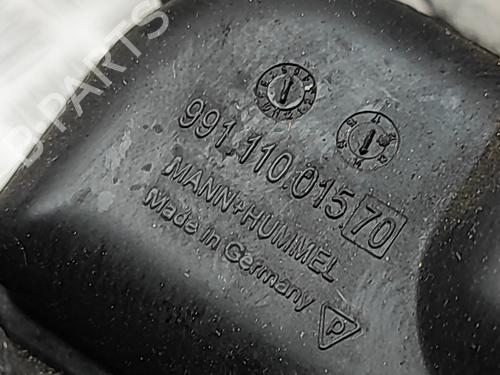 B-PARTS
991.110.015 70
MANN+HUMMEL
Made in Germany
P